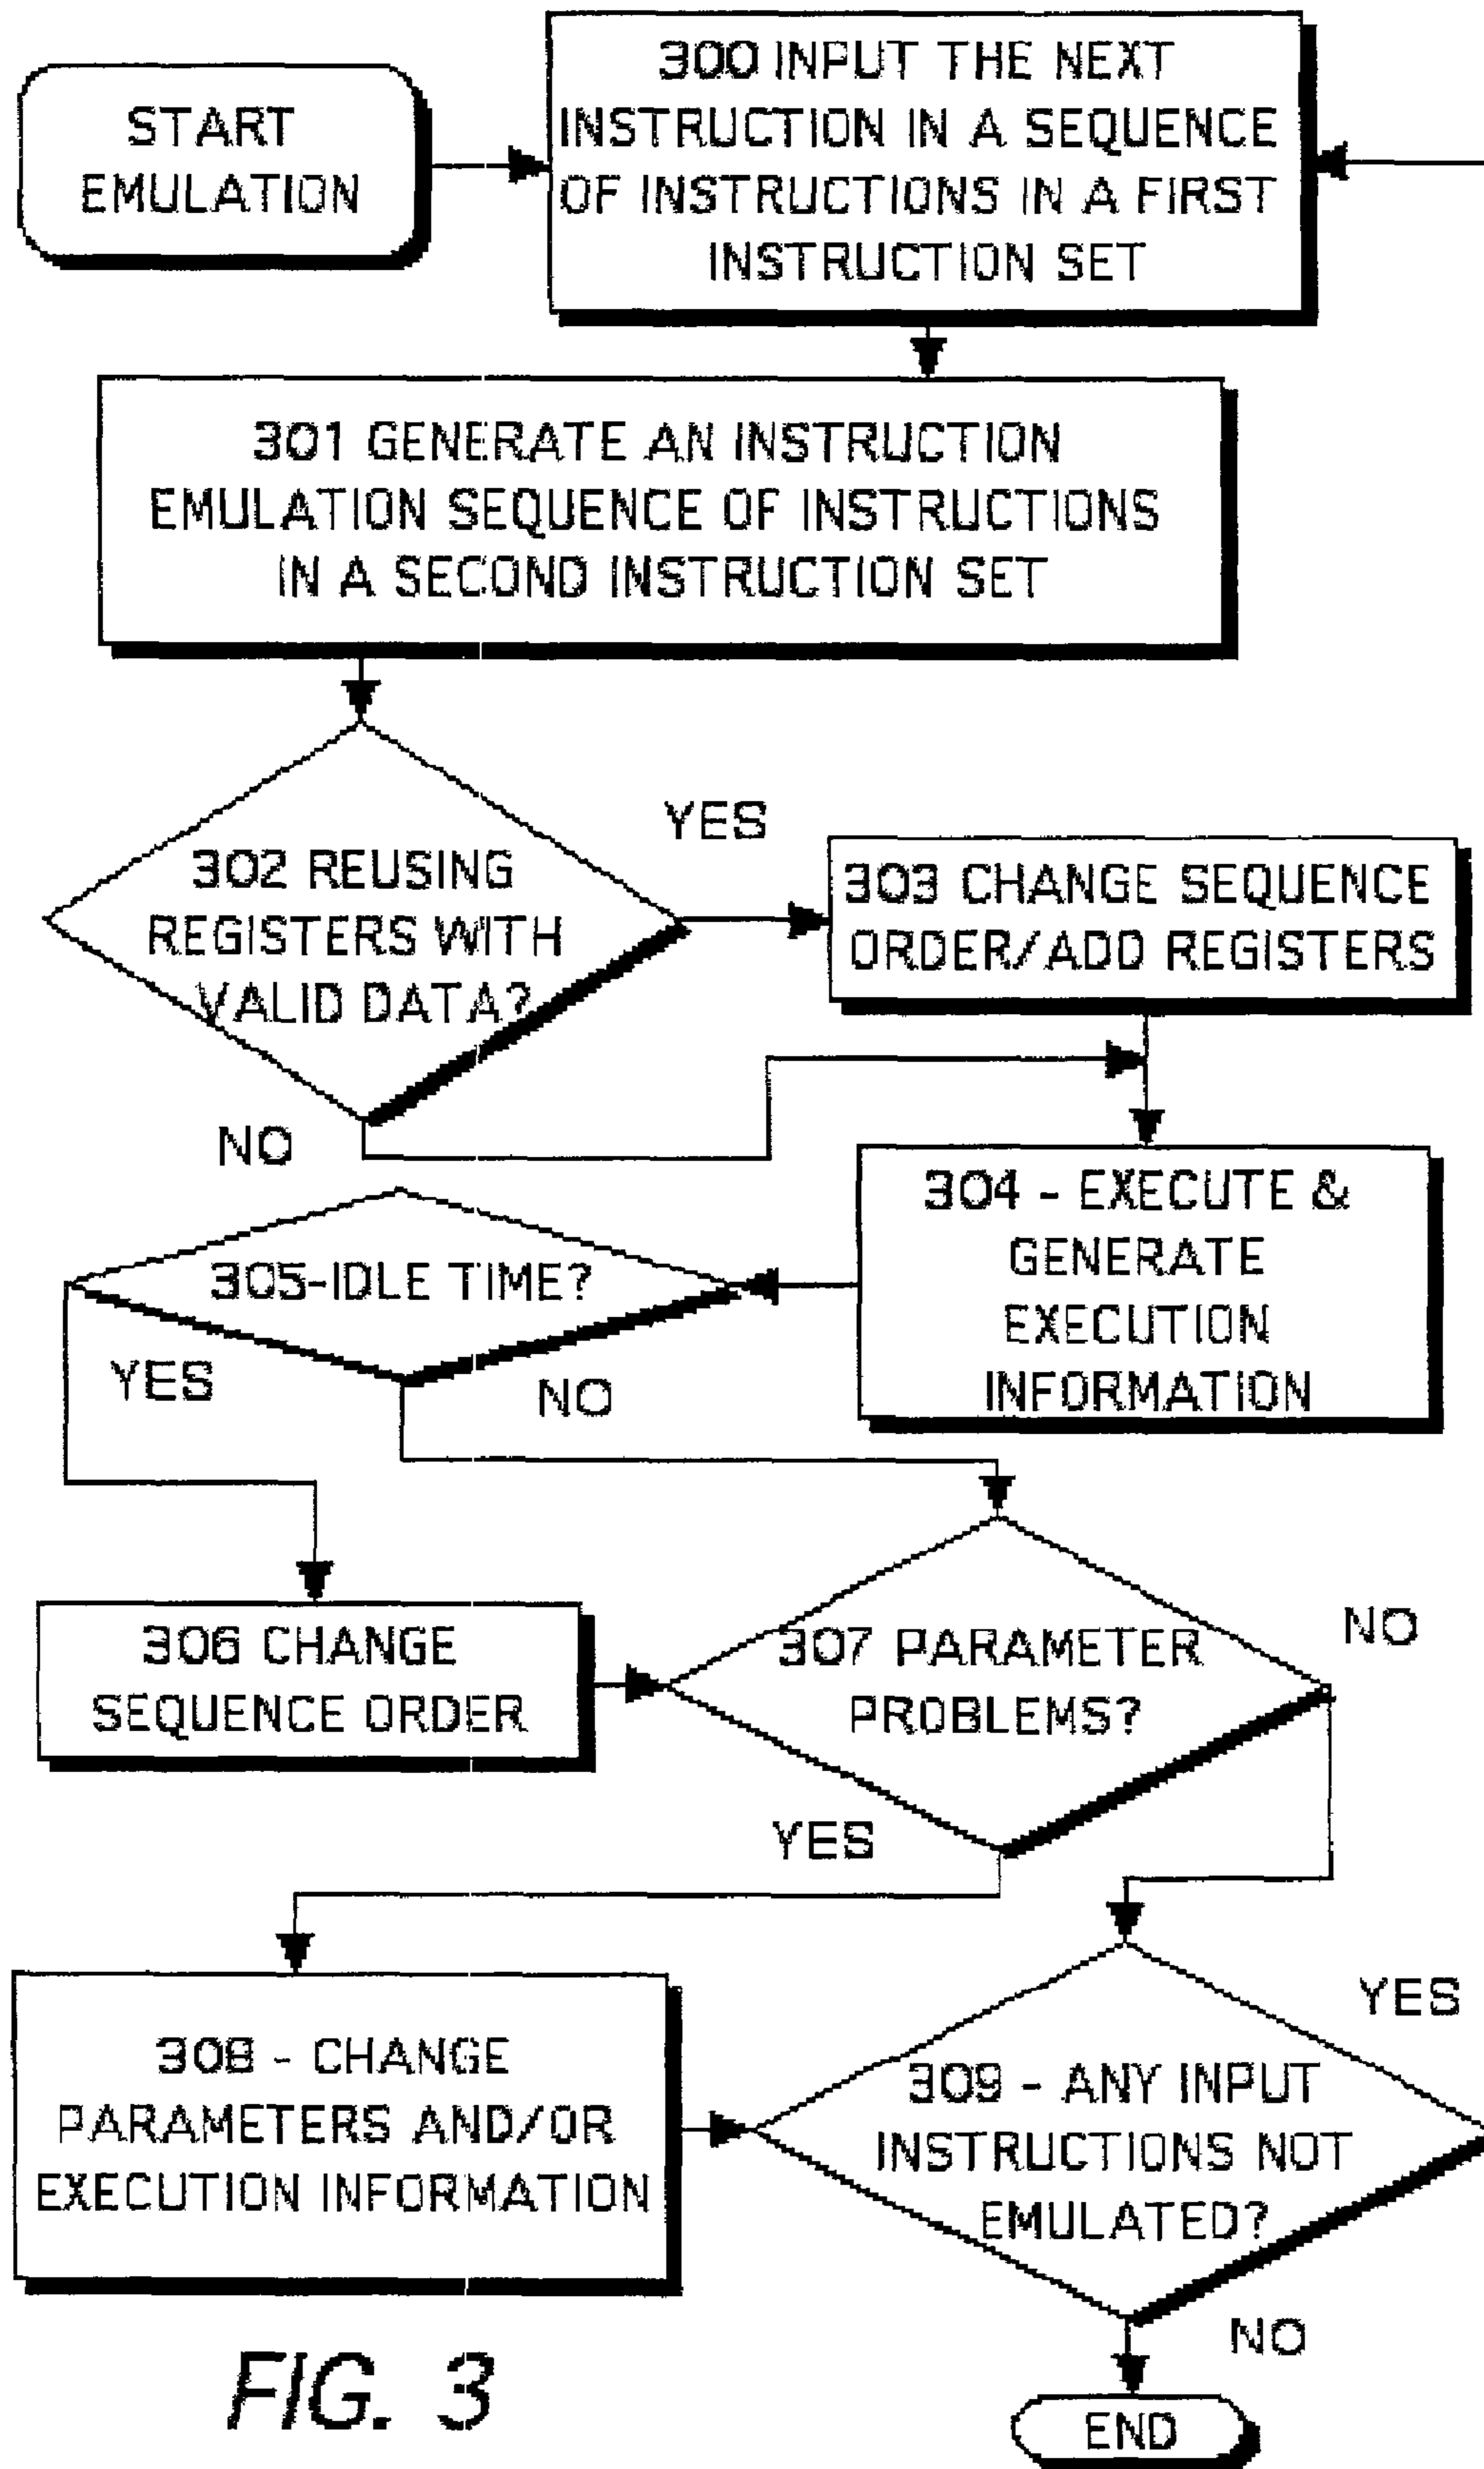 START
EMULATION
300 INPUT THE NEXT
INSTRUCTION IN A SEQUENCE
OF INSTRUCTIONS IN A FIRST
INSTRUCTION SET
301 GENERATE AN INSTRUCTION
EMULATION SEQUENCE OF INSTRUCTIONS
IN A SECOND INSTRUCTION SET
302 REUSING
REGISTERS WITH
VALID DATA?
YES
303 CHANGE SEQUENCE
ORDER/ADD REGISTERS
NO
304 - EXECUTE &
GENERATE
EXECUTION
INFORMATION
305-IDLE TIME?
YES
NO
306 CHANGE
SEQUENCE ORDER
307 PARAMETER
PROBLEMS?
NO
YES
308 - CHANGE
PARAMETERS AND/OR
EXECUTION INFORMATION
309 - ANY INPUT
INSTRUCTIONS NOT
EMULATED?
YES
NO
END
FIG. 3